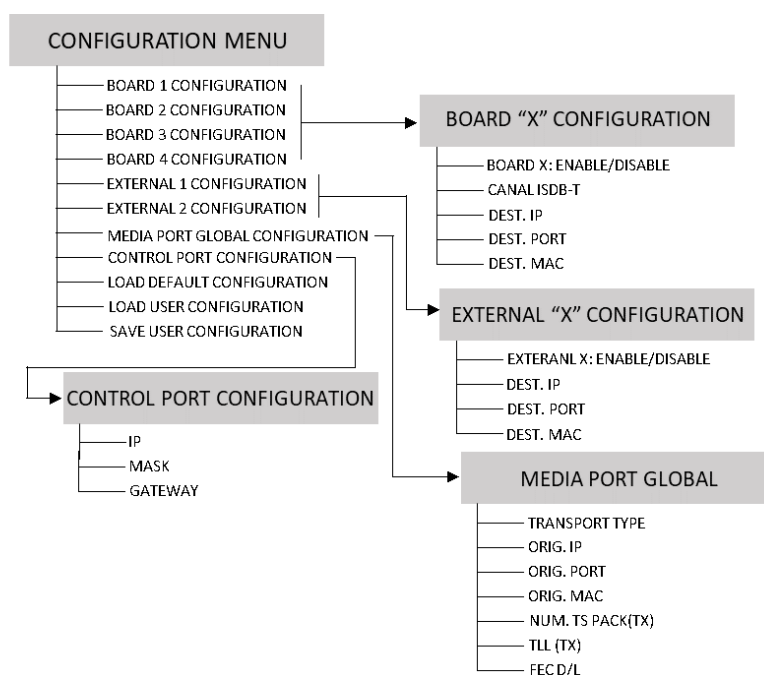 CONFIGURATION MENU
BOARD 1 CONFIGURATION
BOARD 2 CONFIGURATION
BOARD 3 CONFIGURATION
BOARD 4 CONFIGURATION
EXTERNAL 1 CONFIGURATION
EXTERNAL 2 CONFIGURATION
MEDIA PORT GLOBAL CONFIGURATION
CONTROL PORT CONFIGURATION
LOAD DEFAULT CONFIGURATION
LOAD USER CONFIGURATION
SAVE USER CONFIGURATION
BOARD “X” CONFIGURATION
BOARD X: ENABLE/DISABLE
CANAL ISDB-T
DEST. IP
DEST. PORT
DEST. MAC
EXTERNAL “X” CONFIGURATION
EXTERANL X: ENABLE/DISABLE
DEST. IP
DEST. PORT
DEST. MAC
CONTROL PORT CONFIGURATION
IP
MASK
GATEWAY
MEDIA PORT GLOBAL
TRANSPORT TYPE
ORIG. IP
ORIG. PORT
ORIG. MAC
NUM. TS PACK(TX)
TLL (TX)
FEC D/L